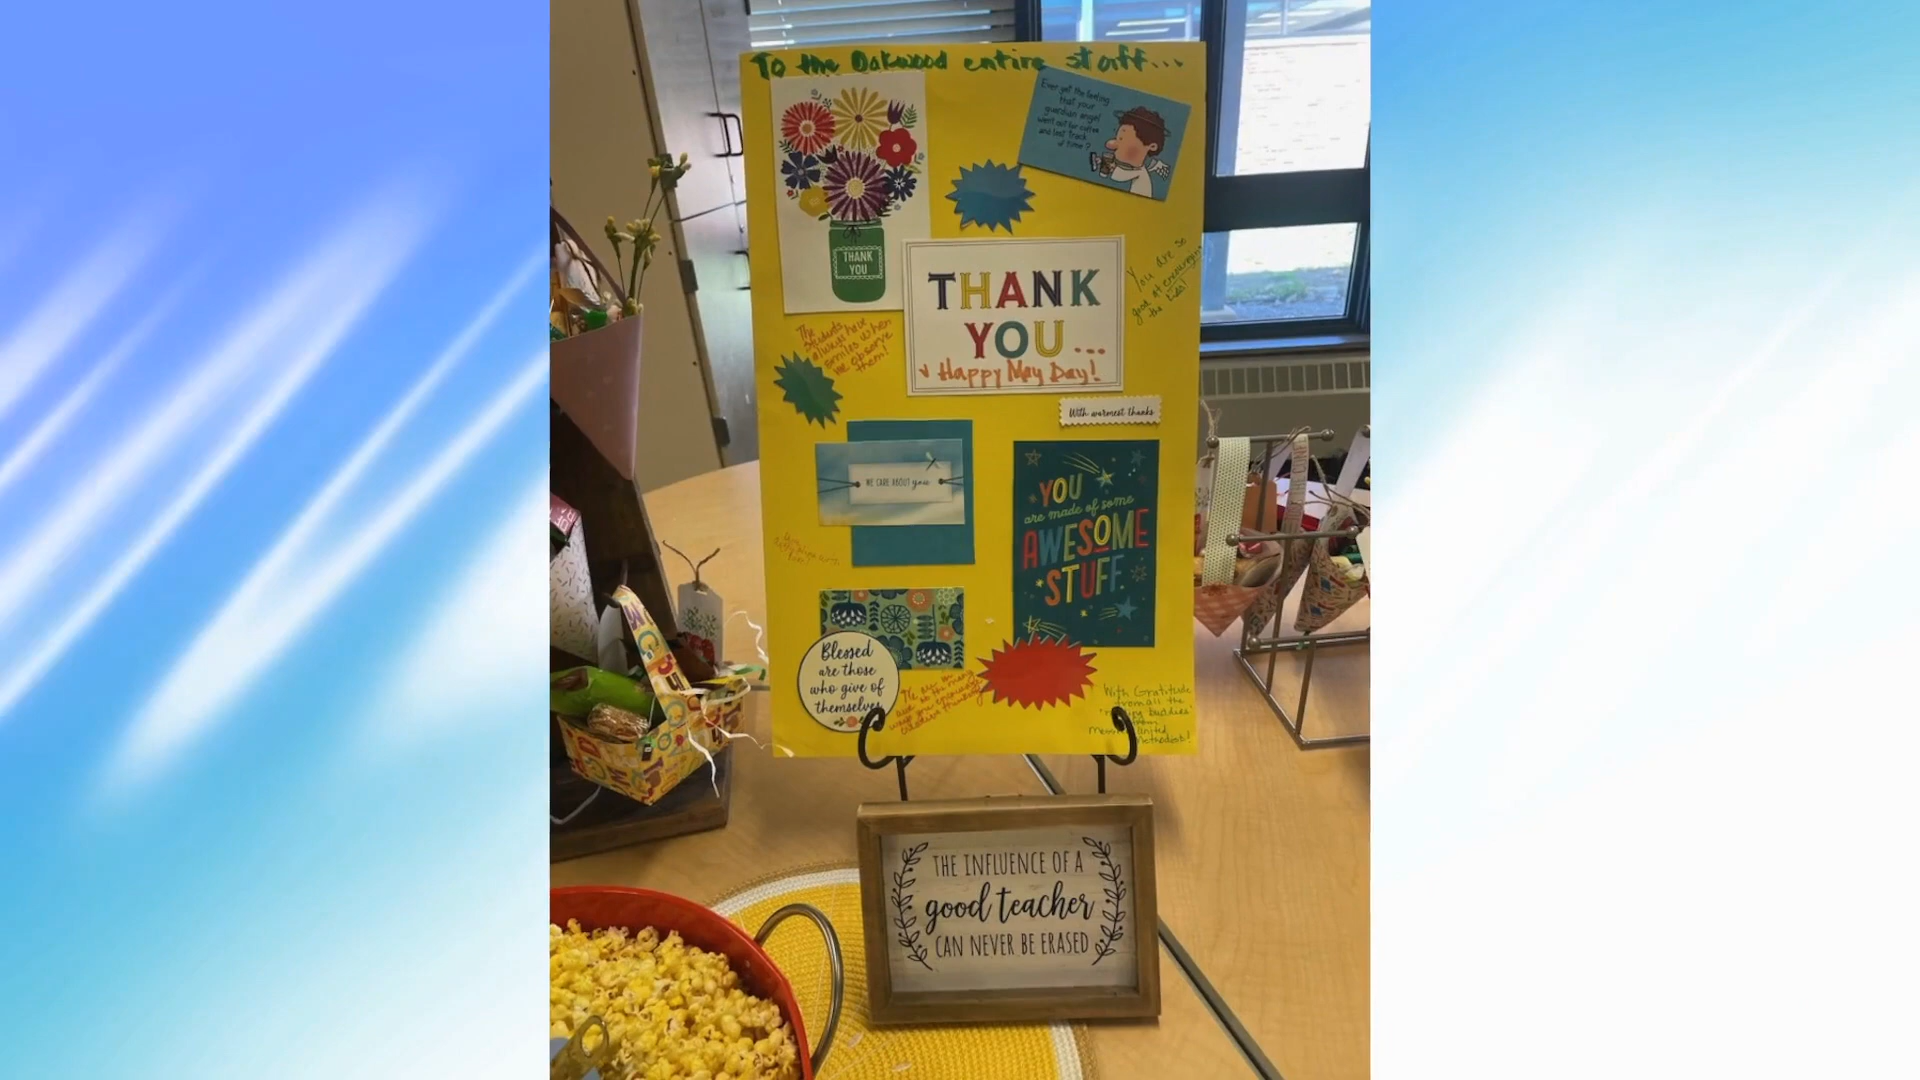 To the Oakwood entire staff...
Ever get the feeling
that your
guardian angel
went out for coffee
and lost track
of time?
THANK
YOU
You are so
good at encouraging
the kids!
THANK
YOU...
Happy May Day!
The
students
always have
smiles when
we observe
them!
With warmest thanks
WE CARE ABOUT you
YOU
are made of some
AWESOME
STUFF
Blessed
are those
who give of
themselves
creative thinking
With Gratitude
from all the
buddies
United
Methodist!
THE INFLUENCE OF A
good teacher
CAN NEVER BE ERASED